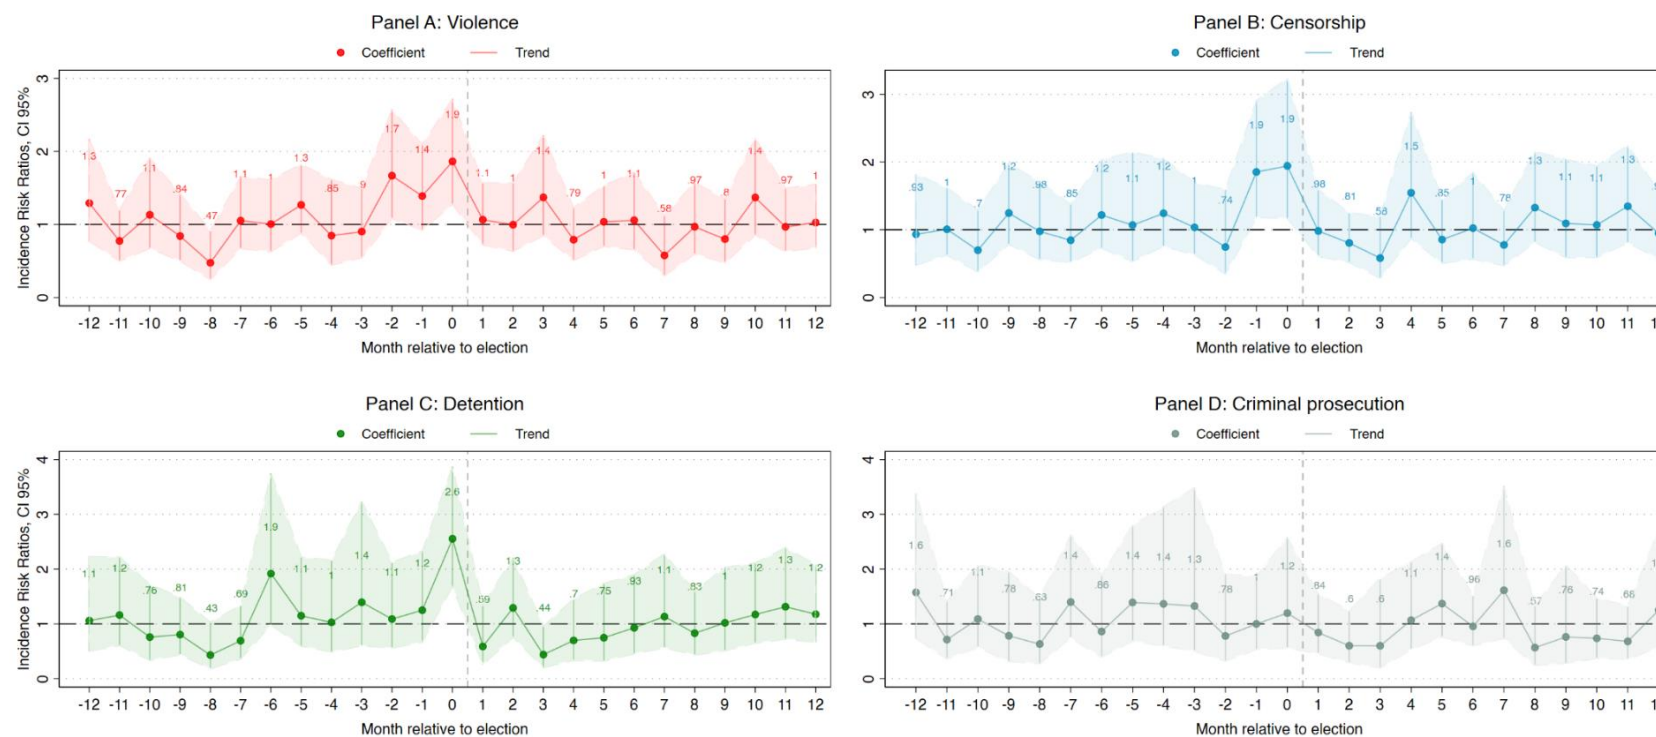 Panel A: Violence
Coefficient Trend
Incidence Risk Ratios, CI 95%
3
2
1
0
1.3 .77 1.1 .84 .47 1.1 1 1.3 .85 .9 1.7 1.4 1.9 1.1 1 1.4 .79 1 1.1 .58 .97 .8 1.4 .97 1
-12 -11 -10 -9 -8 -7 -6 -5 -4 -3 -2 -1 0 1 2 3 4 5 6 7 8 9 10 11 12
Month relative to election
Panel B: Censorship
Coefficient Trend
3
2
1
0
.93 1 .7 1.2 .98 .85 1.2 1.1 1.2 1 .74 1.9 1.9 .98 .81 .58 1.5 .85 1 .78 1.3 1.1 1.1 1.3
-12 -11 -10 -9 -8 -7 -6 -5 -4 -3 -2 -1 0 1 2 3 4 5 6 7 8 9 10 11
Month relative to election
Panel C: Detention
Coefficient Trend
Incidence Risk Ratios, CI 95%
4
3
2
1
0
1.1 1.2 .76 .81 .43 .69 1.9 1.1 1 1.4 1.1 1.2 2.6 .59 1.3 .44 .7 .75 .93 1.1 .83 1 1.2 1.3 1.2
-12 -11 -10 -9 -8 -7 -6 -5 -4 -3 -2 -1 0 1 2 3 4 5 6 7 8 9 10 11 12
Month relative to election
Panel D: Criminal prosecution
Coefficient Trend
4
3
2
1
0
1.6 .71 1.1 .78 .63 1.4 .86 1.4 1.4 1.3 .78 1 1.2 .84 .6 .6 1.1 1.4 .96 1.6 .57 .76 .74 .66
-12 -11 -10 -9 -8 -7 -6 -5 -4 -3 -2 -1 0 1 2 3 4 5 6 7 8 9 10 11
Month relative to election